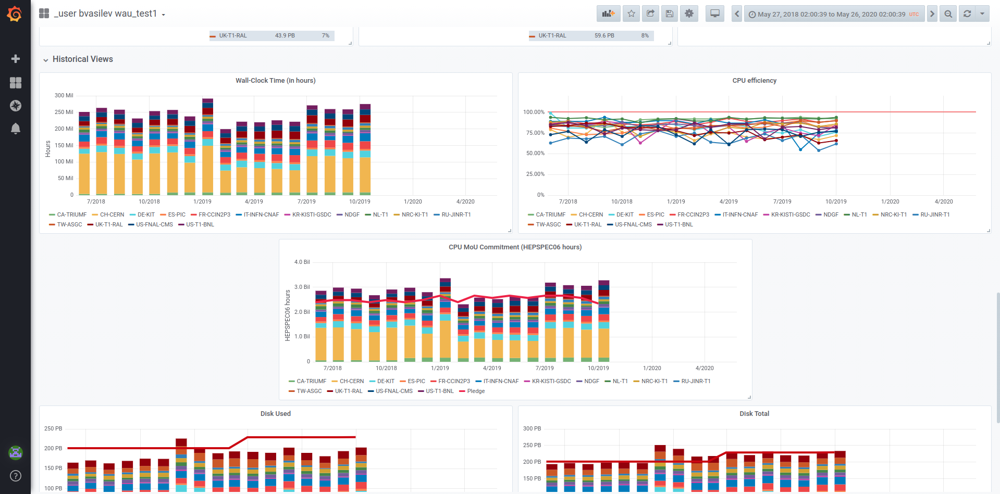 _user bvasilev wau_test1
May 27, 2018 02:00:39 to May 26, 2020 02:00:39 UTC
UK-T1-RAL 43.9 PB 7%
UK-T1-RAL 59.6 PB 8%
Historical Views
Wall-Clock Time (in hours)
Hours
300 Mil
250 Mil
200 Mil
150 Mil
100 Mil
50 Mil
0
7/2018 10/2018 1/2019 4/2019 7/2019 10/2019 1/2020 4/2020
CA-TRIUMF CH-CERN DE-KIT ES-PIC FR-CCIN2P3 IT-INFN-CNAF KR-KISTI-GSDC NDGF NL-T1 NRC-KI-T1 RU-JINR-T1
TW-ASGC UK-T1-RAL US-FNAL-CMS US-T1-BNL
CPU efficiency
100.00%
75.00%
50.00%
25.00%
0%
7/2018 10/2018 1/2019 4/2019 7/2019 10/2019 1/2020 4/2020
CA-TRIUMF CH-CERN DE-KIT ES-PIC FR-CCIN2P3 IT-INFN-CNAF KR-KISTI-GSDC NDGF NL-T1 NRC-KI-T1 RU-JINR-T1
TW-ASGC UK-T1-RAL US-FNAL-CMS US-T1-BNL
CPU MoU Commitment (HEPSPEC06 hours)
HEPSPEC06 hours
4.0 Bil
3.0 Bil
2.0 Bil
1.0 Bil
0
7/2018 10/2018 1/2019 4/2019 7/2019 10/2019 1/2020 4/2020
CA-TRIUMF CH-CERN DE-KIT ES-PIC FR-CCIN2P3 IT-INFN-CNAF KR-KISTI-GSDC NDGF NL-T1 NRC-KI-T1 RU-JINR-T1
TW-ASGC UK-T1-RAL US-FNAL-CMS US-T1-BNL Pledge
Disk Used
250 PB
200 PB
150 PB
100 PB
Disk Total
300 PB
250 PB
200 PB
150 PB